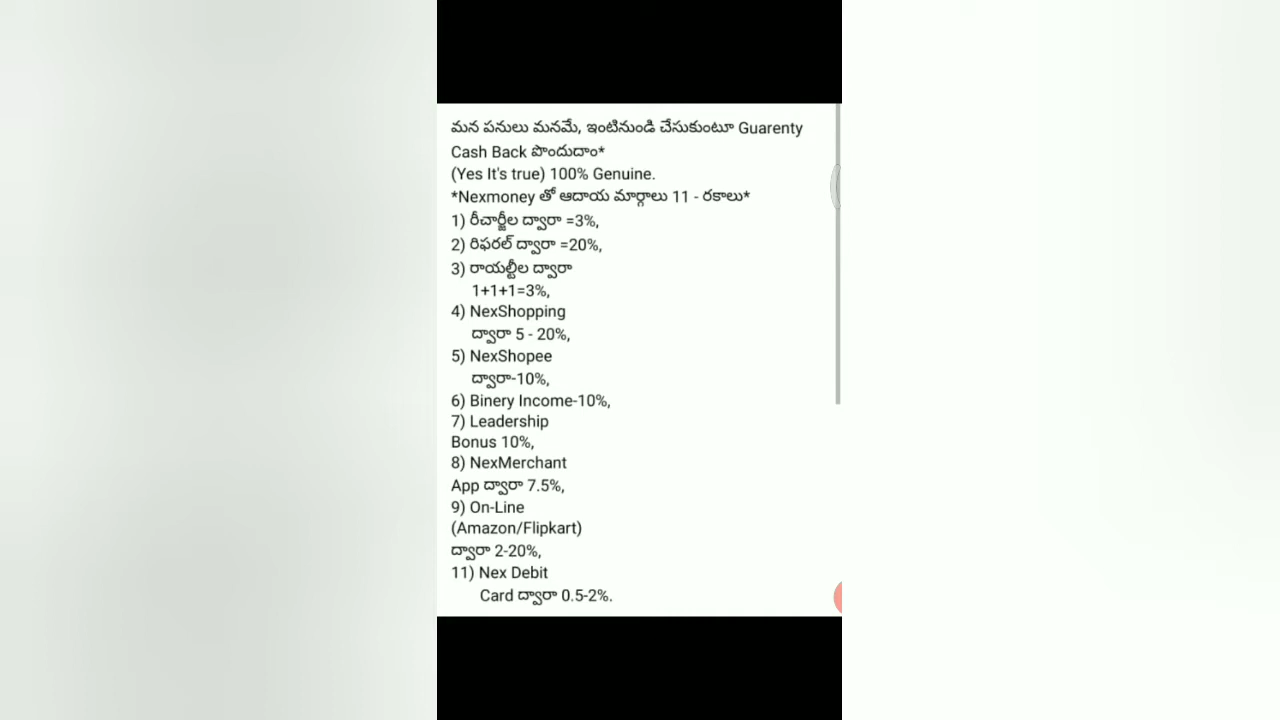 మన పనులు మనమే, ఇంటినుండి చేసుకుంటూ Guarenty
Cash Back పొందుదాం*
(Yes It's true) 100% Genuine.
*Nexmoney తో ఆదాయ మార్గాలు 11 - రకాలు*
1) రీచార్జీల ద్వారా =3%,
2) రిఫరల్ ద్వారా =20%,
3) రాయల్టీల ద్వారా
1+1+1=3%,
4) NexShopping
ద్వారా 5 - 20%,
5) NexShopee
ద్వారా-10%,
6) Binery Income-10%,
7) Leadership
Bonus 10%,
8) NexMerchant
App ద్వారా 7.5%,
9) On-Line
(Amazon/Flipkart)
ద్వారా 2-20%,
11) Nex Debit
Card ద్వారా 0.5-2%.